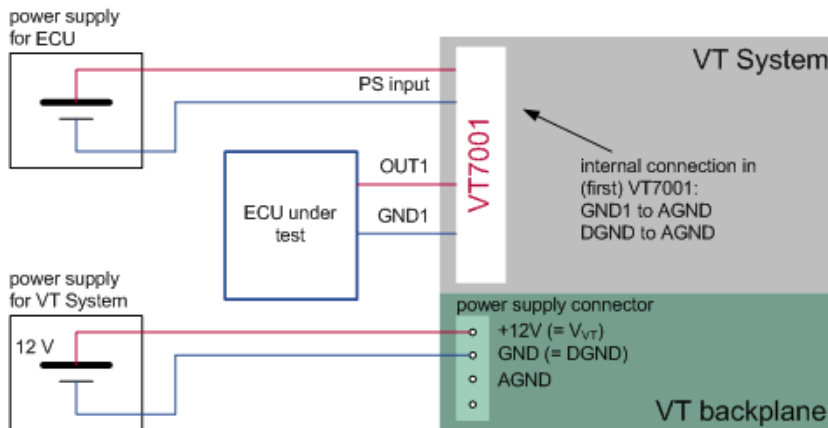 power supply
for ECU
VT System
PS input
VT7001
OUT1
GND1
ECU under
test
internal connection in
(first) VT7001:
GND1 to AGND
DGND to AGND
power supply
for VT System
12 V
power supply connector
+12V (= VVT)
GND (= DGND)
AGND
VT backplane